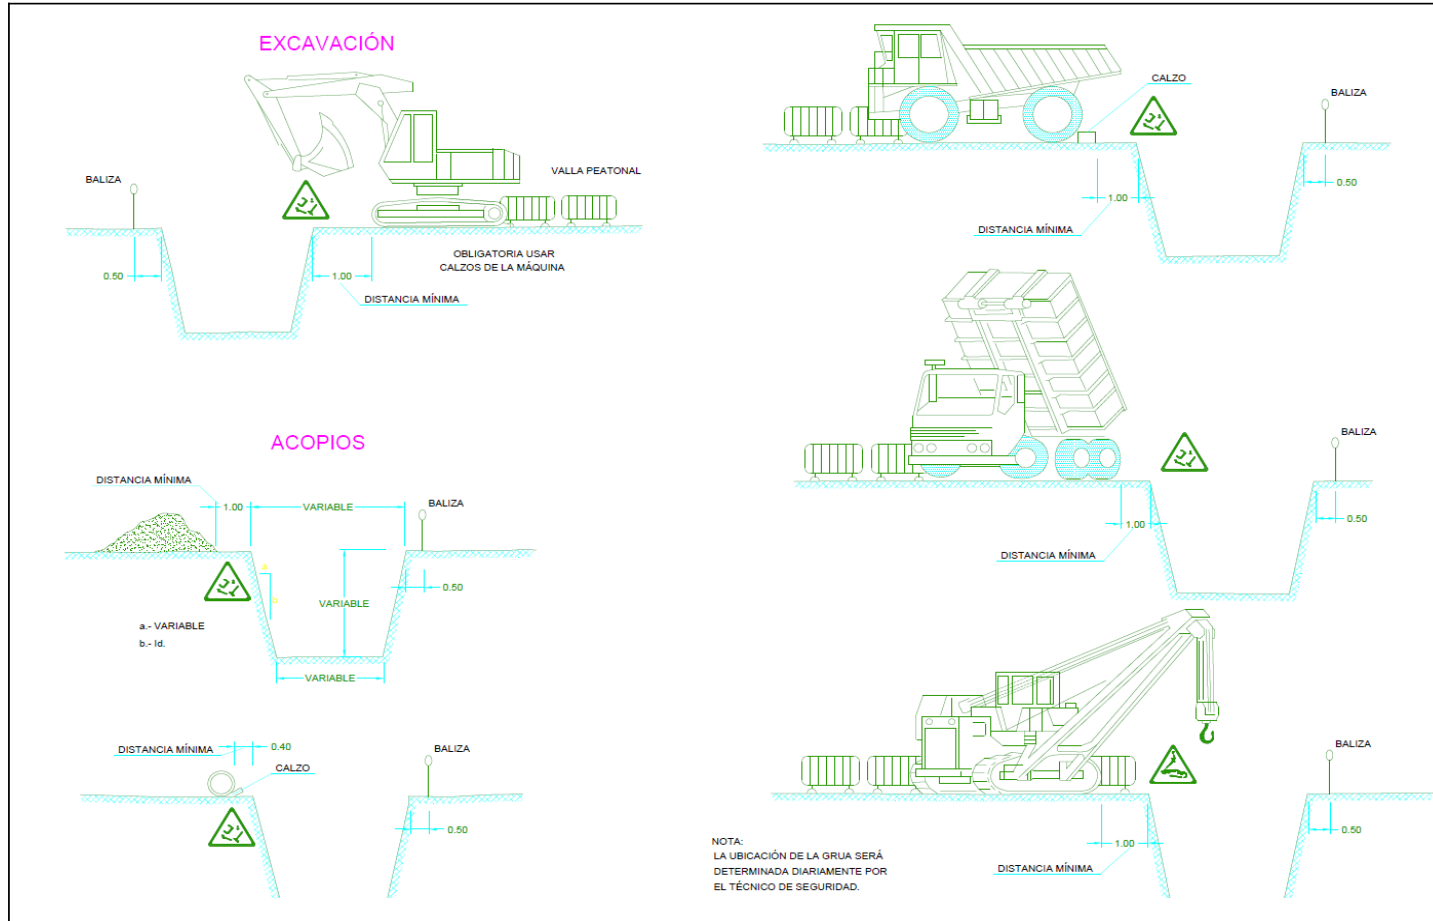 EXCAVACIÓN
BALIZA
VALLA PEATONAL
0.50
1.00
OBLIGATORIA USAR
CALZOS DE LA MÁQUINA
DISTANCIA MÍNIMA
ACOPIOS
DISTANCIA MÍNIMA
1.00
VARIABLE
BALIZA
a
0.50
VARIABLE
a.- VARIABLE
b.- Id.
VARIABLE
DISTANCIA MÍNIMA
0.40
BALIZA
CALZO
0.50
CALZO
BALIZA
0.50
1.00
DISTANCIA MÍNIMA
BALIZA
0.50
1.00
DISTANCIA MÍNIMA
BALIZA
0.50
1.00
DISTANCIA MÍNIMA
NOTA:
LA UBICACIÓN DE LA GRUA SERÁ
DETERMINADA DIARIAMENTE POR
EL TÉCNICO DE SEGURIDAD.